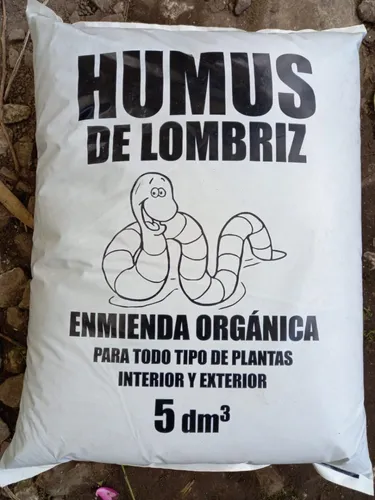 HUMUS
DE LOMBRIZ
ENMIENDA ORGÁNICA
PARA TODO TIPO DE PLANTAS
INTERIOR Y EXTERIOR
5 dm³